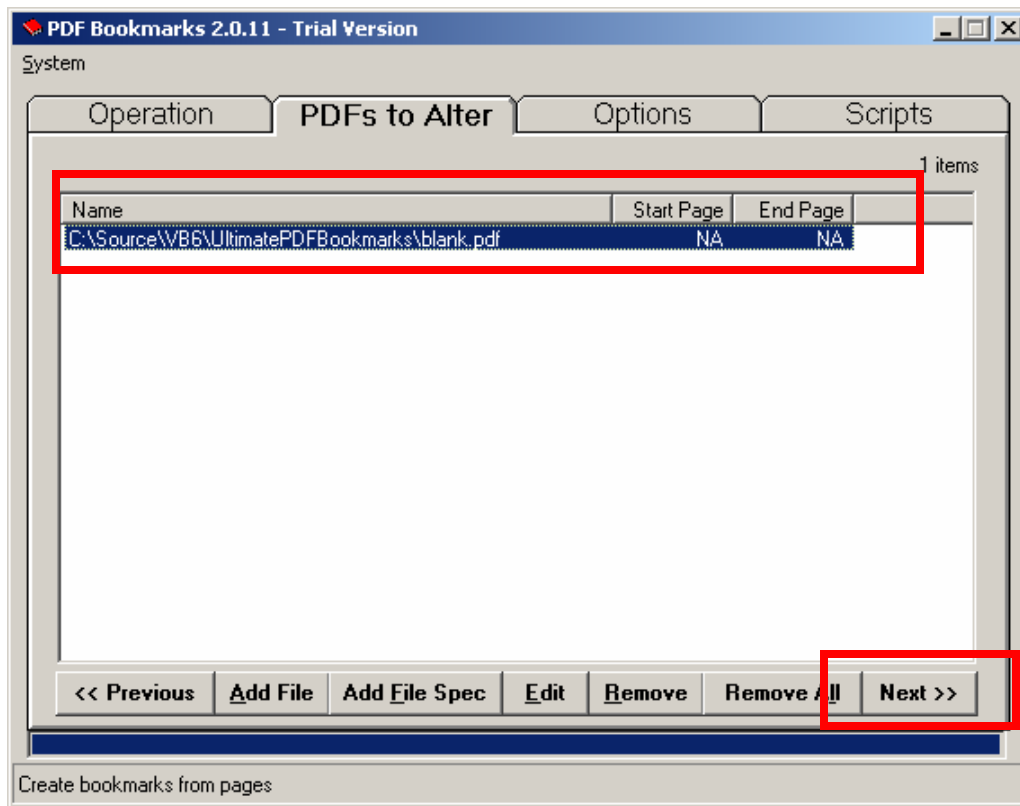 PDF Bookmarks 2.0.11 - Trial Version
System
Operation PDFs to Alter Options Scripts
1 items
Name Start Page End Page
C:\Source\VB6\UltimatePDFBookmarks\blank.pdf NA NA
<< Previous Add File Add File Spec Edit Remove Remove All Next >>
Create bookmarks from pages